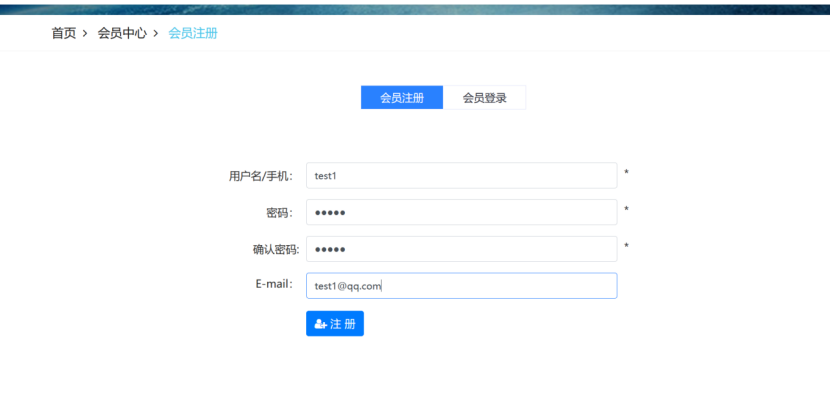 首页 > 会员中心 > 会员注册
会员注册 会员登录
用户名/手机: test1 *
密码: ●●●●● *
确认密码: ●●●●● *
E-mail: test1@qq.com
注 册